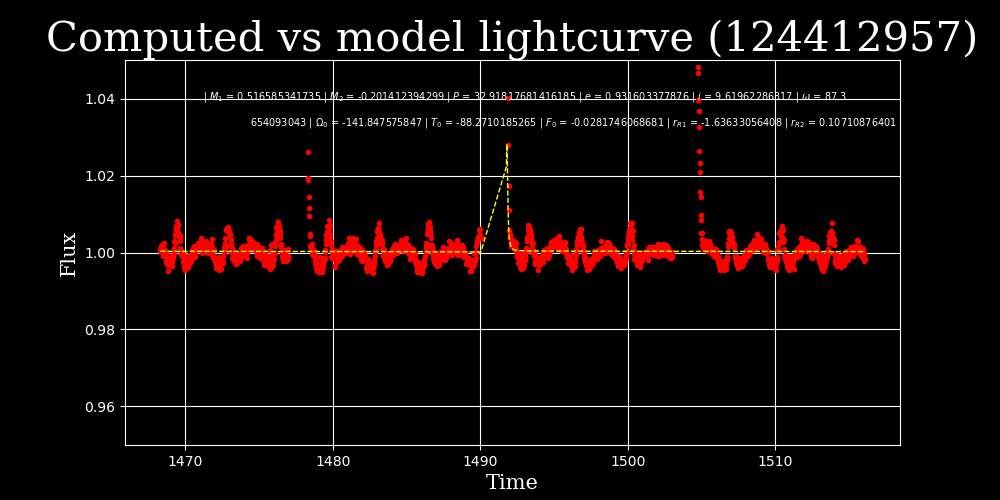 Computed vs model lightcurve (124412957)
| M₁ = 0.516585341735 | M₂ = -0.201412394299 | P = 32.91817681416185 | e = 0.931603377876 | i = 9.61962286317 | ω = 87.3
654093043 | Ω₀ = -141.847575847 | T₀ = -88.2710185265 | F₀ = -0.0281746068681 | r_R1 = -1.63633056408 | r_R2 = 0.10710876401
Flux
1.04
1.02
1.00
0.98
0.96
1470 1480 1490 1500 1510
Time